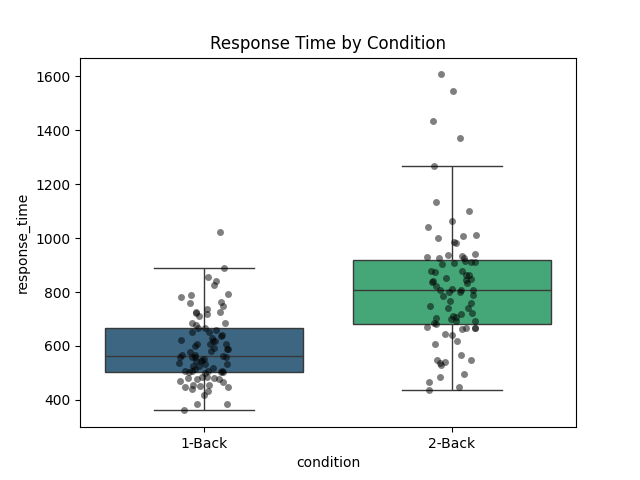 Response Time by Condition
response_time
1600
1400
1200
1000
800
600
400
1-Back
2-Back
condition